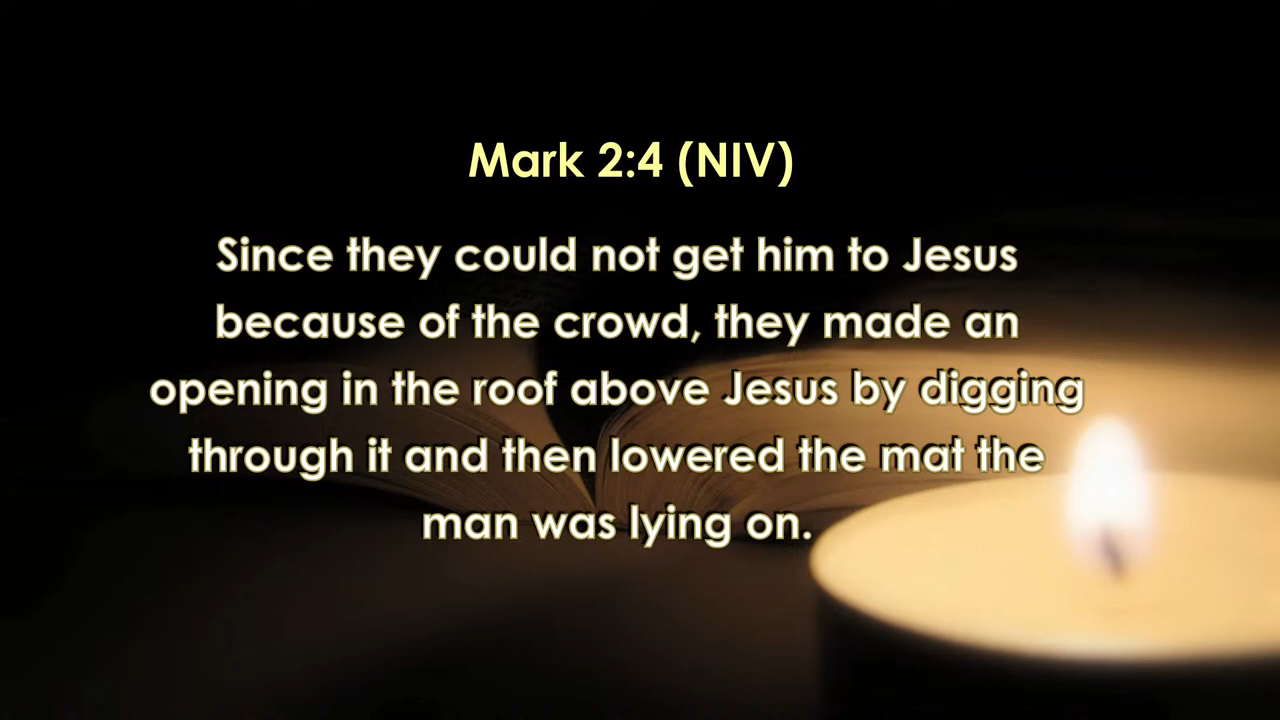 Mark 2:4 (NIV)
Since they could not get him to Jesus
because of the crowd, they made an
opening in the roof above Jesus by digging
through it and then lowered the mat the
man was lying on.